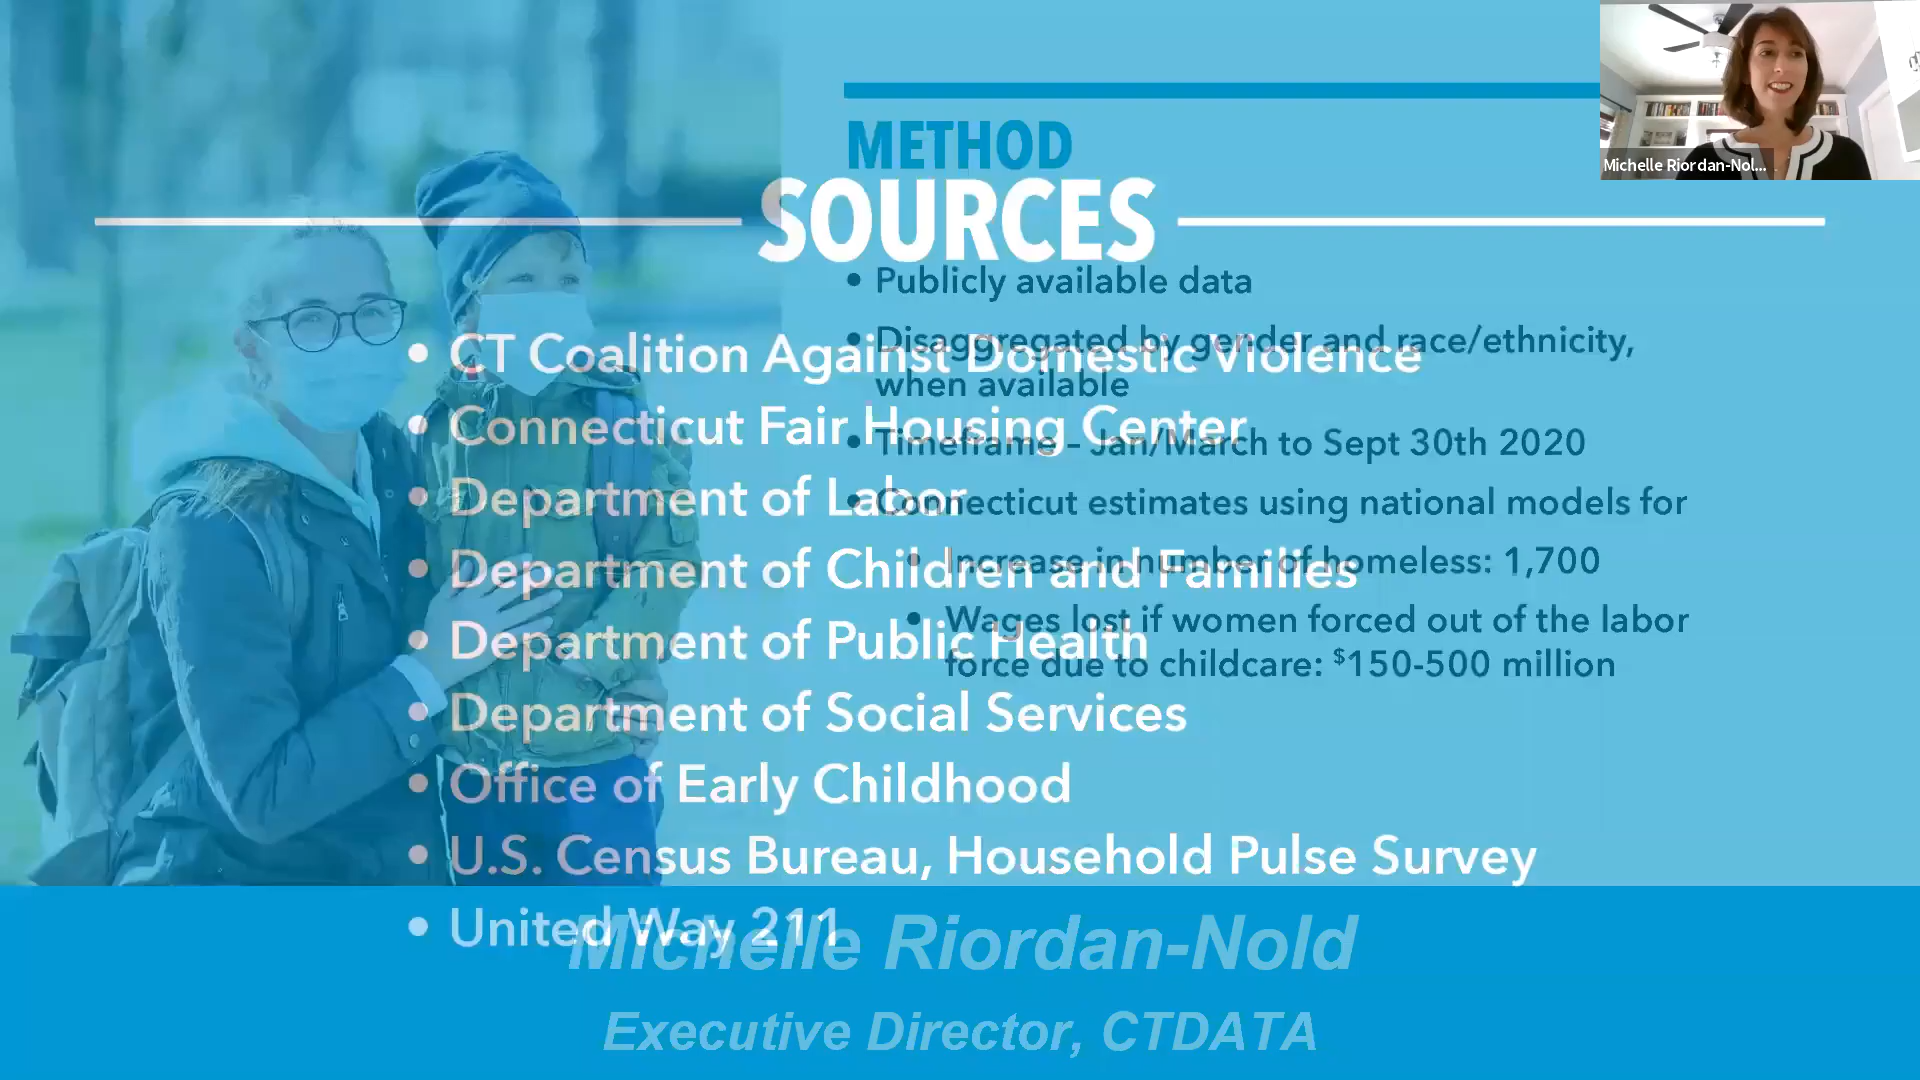 METHOD
SOURCES
• Publicly available data
• Disaggregated by gender and race/ethnicity,
when available
• Timeframe – Jan/March to Sept 30th 2020
• Connecticut estimates using national models for
• Increase in number of homeless: 1,700
• Wages lost if women forced out of the labor
force due to childcare: $150-500 million
• CT Coalition Against Domestic Violence
• Connecticut Fair Housing Center
• Department of Labor
• Department of Children and Families
• Department of Public Health
• Department of Social Services
• Office of Early Childhood
• U.S. Census Bureau, Household Pulse Survey
• United Way 211
Michelle Riordan-Nold
Executive Director, CTDATA
Michelle Riordan-Nol...